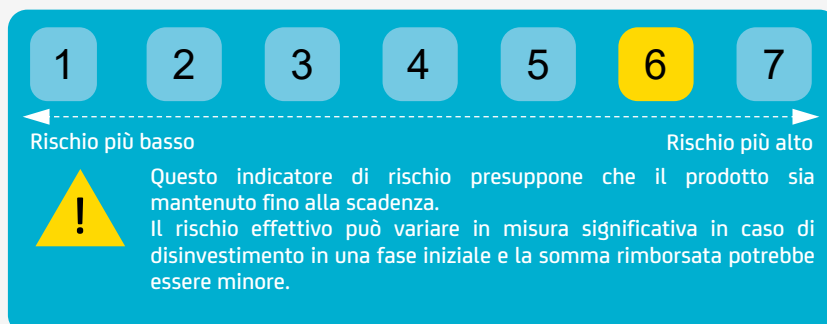 1 2 3 4 5 6 7
Rischio più basso Rischio più alto
!
Questo indicatore di rischio presuppone che il prodotto sia
mantenuto fino alla scadenza.
Il rischio effettivo può variare in misura significativa in caso di
disinvestimento in una fase iniziale e la somma rimborsata potrebbe
essere minore.